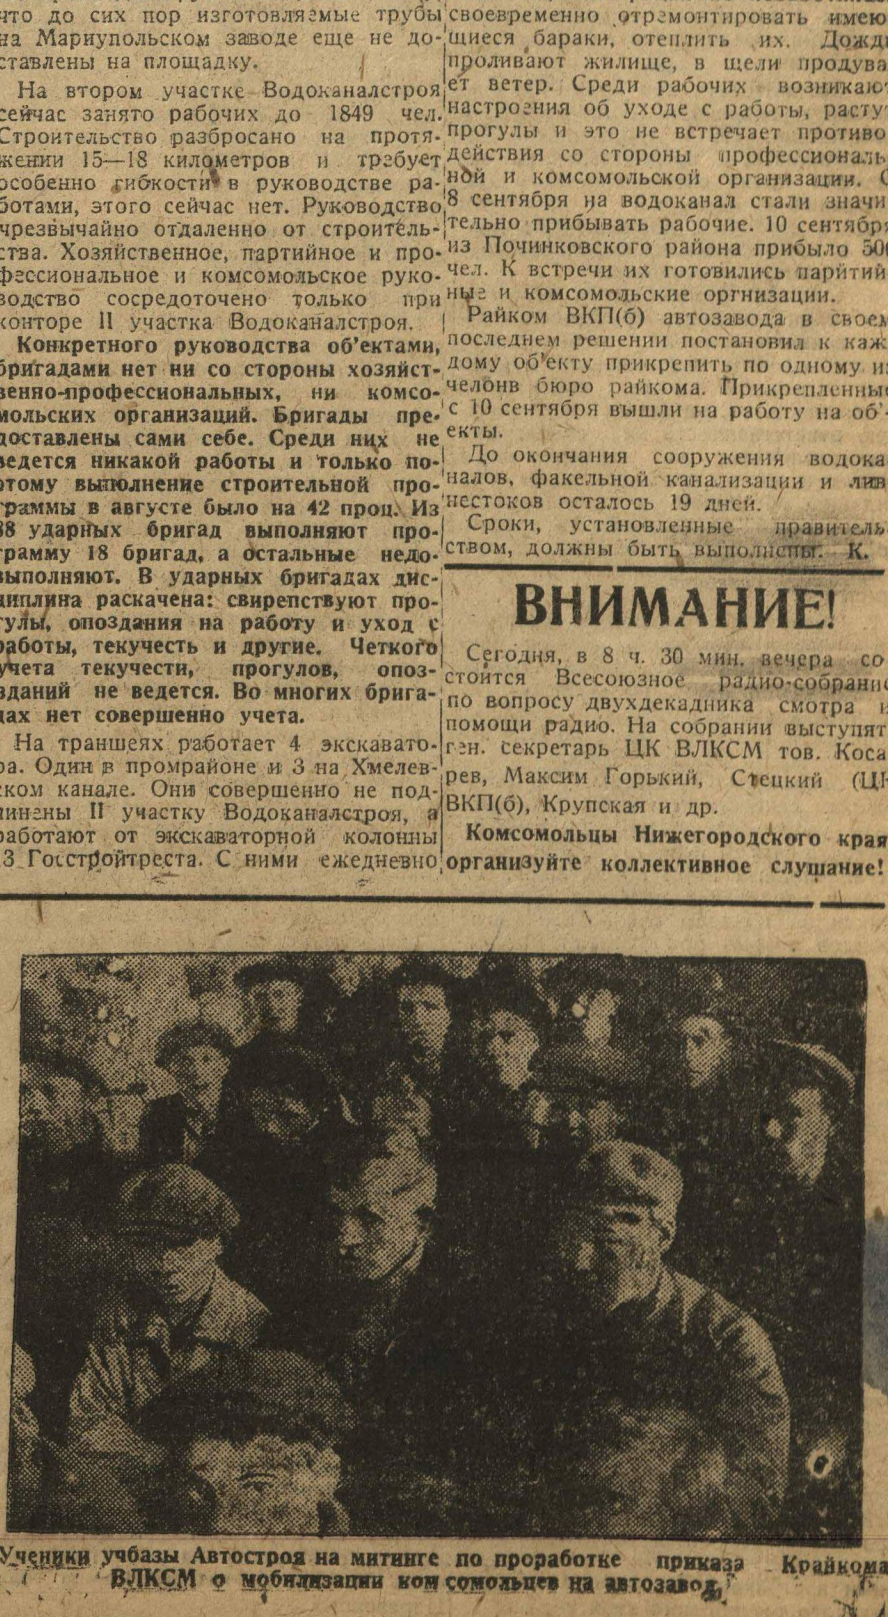 что до сих пор изготовляемые трубы
на Мариупольском заводе еще не до-
ставлены на площадку.
На втором участке Водоканалстроя
сейчас занято рабочих до 1849 чел.
Строительство разбросано на протя-
жении 15—18 километров и требует
особенно гибкости в руководстве ра-
ботами, этого сейчас нет. Руководство
чрезвычайно отдаленно от строитель-
ства. Хозяйственное, партийное и про-
фессиональное и комсомольское руко-
водство сосредоточено только при
конторе II участка Водоканалстроя.
Конкретного руководства об'ектами,
бригадами нет ни со стороны хозяйст-
венно-профессиональных, ни комсо-
мольских организаций. Бригады пре-
доставлены сами себе. Среди них не
ведется никакой работы и только по-
этому выполнение строительной про-
граммы в августе было на 42 проц. Из
38 ударных бригад выполняют про-
грамму 18 бригад, а остальные недо-
выполняют. В ударных бригадах дис-
циплина раскачена: свирепствуют про-
гулы, опоздания на работу и уход с
работы, текучесть и другие. Четкого
учета текучести, прогулов, опоз-
зданий не ведется. Во многих брига-
дах нет совершенно учета.
На траншеях работает 4 экскавато-
ра. Один в промрайоне и 3 на Хмелев-
ском канале. Они совершенно не под-
чинены II участку Водоканалстроя, а
работают от экскаваторной колонны
3 Госстройтреста. С ними ежедневно
своевременно отремонтировать имею-
щиеся бараки, отеплить их. Дожди
проливают жилище, в щели продува-
ет ветер. Среди рабочих возникают
настроения об уходе с работы, растут
прогулы и это не встречает противо-
действия со стороны профессиональ-
ной и комсомольской организации. С
8 сентября на водоканал стали значи-
тельно прибывать рабочие. 10 сентября
из Починковского района прибыло 500
чел. К встречи их готовились парйтий-
ные и комсомольские оргнизации.
Райком ВКП(б) автозавода в своем
последнем решении постановил к каж-
дому об'екту прикрепить по одному из
челонв бюро райкома. Прикрепленные
с 10 сентября вышли на работу на об'-
екты.
До окончания сооружения водока-
налов, факельной канализации и лив-
нестоков осталось 19 дней.
Сроки, установленные правитель-
ством, должны быть выполнены. К.
ВНИМАНИЕ!
Сегодня, в 8 ч. 30 мин. вечера со-
стоится Всесоюзное радио-собрание
по вопросу двухдекадника смотра и
помощи радио. На собрании выступят:
ген. секретарь ЦК ВЛКСМ тов. Коса-
рев, Максим Горький, Стецкий (ЦК
ВКП(б), Крупская и др.
Комсомольцы Нижегородского края
организуйте коллективное слушание!
Ученики учбазы Автостроя на митинге по проработке приказа Крайкома
ВЛКСМ о мобилизации комсомольцев на автозавод.